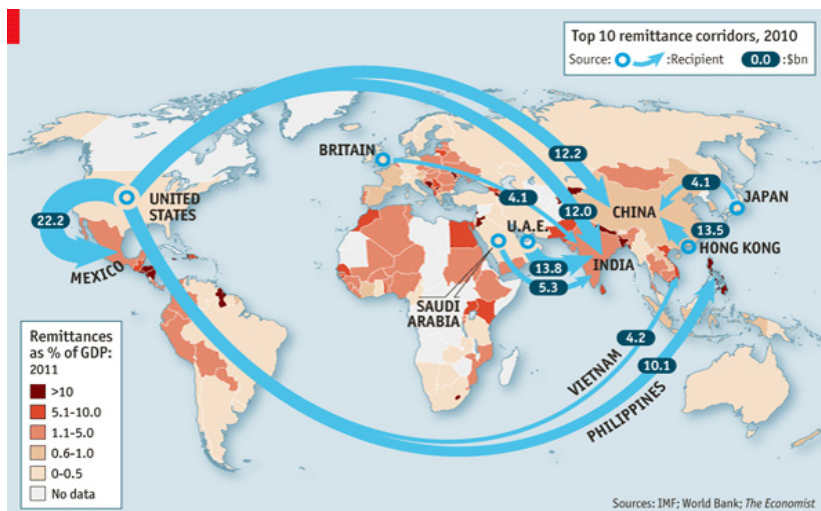 Top 10 remittance corridors, 2010
Source: :Recipient 0.0 :$bn
BRITAIN
12.2
4.1
4.1
JAPAN
UNITED
STATES
22.2
12.0
CHINA
U.A.E.
13.5
HONG KONG
MEXICO
13.8
INDIA
5.3
SAUDI
ARABIA
Remittances
as % of GDP:
2011
>10
5.1-10.0
1.1-5.0
0.6-1.0
0-0.5
No data
4.2
VIETNAM
10.1
PHILIPPINES
Sources: IMF; World Bank; The Economist